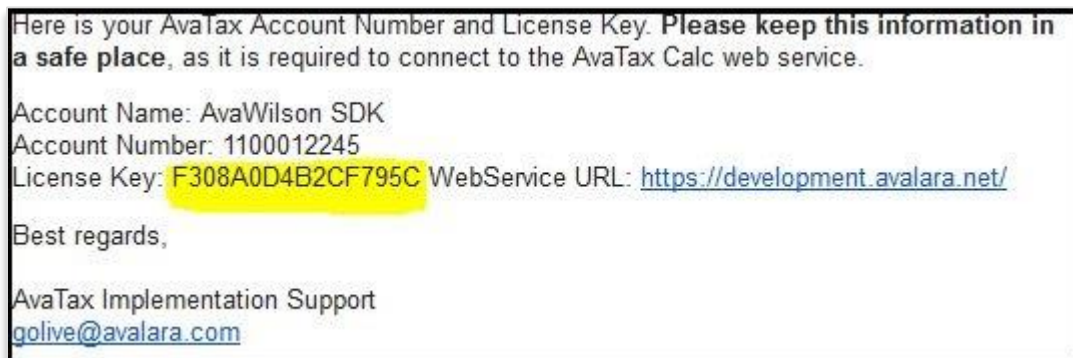 Here is your AvaTax Account Number and License Key. Please keep this information in
a safe place, as it is required to connect to the AvaTax Calc web service.
Account Name: AvaWilson SDK
Account Number: 1100012245
License Key: F308A0D4B2CF795C WebService URL: https://development.avalara.net/
Best regards,
AvaTax Implementation Support
golive@avalara.com